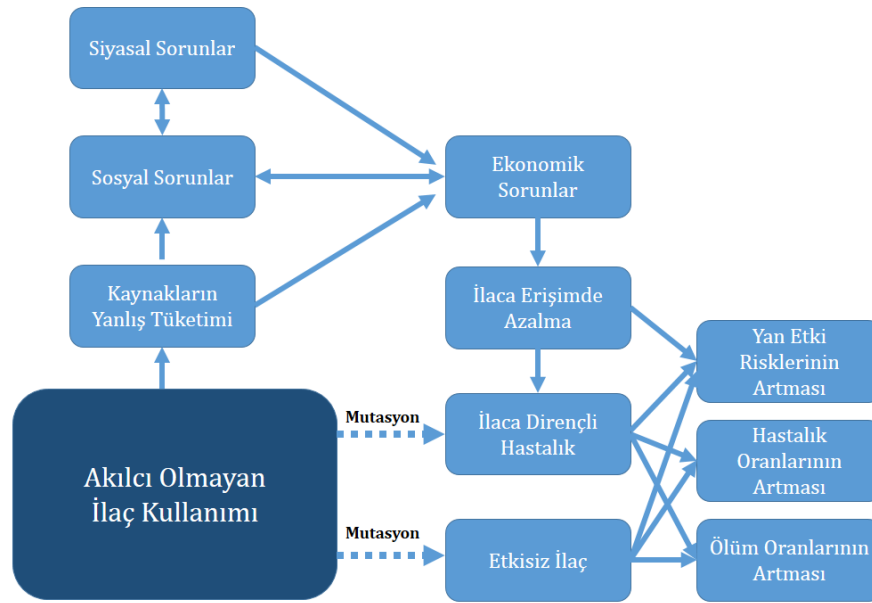 Siyasal Sorunlar
Sosyal Sorunlar
Ekonomik
Sorunlar
Kaynakların
Yanlış Tüketimi
İlaca Erişimde
Azalma
Yan Etki
Risklerinin
Artması
Akılcı Olmayan
İlaç Kullanımı
Mutasyon
İlaca Dirençli
Hastalık
Hastalık
Oranlarının
Artması
Mutasyon
Etkisiz İlaç
Ölüm Oranlarının
Artması